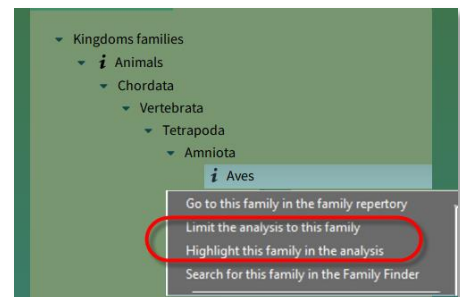 Kingdoms families
i Animals
Chordata
Vertebrata
Tetrapoda
Amniota
i Aves
Go to this family in the family repertory
Limit the analysis to this family
Highlight this family in the analysis
Search for this family in the Family Finder